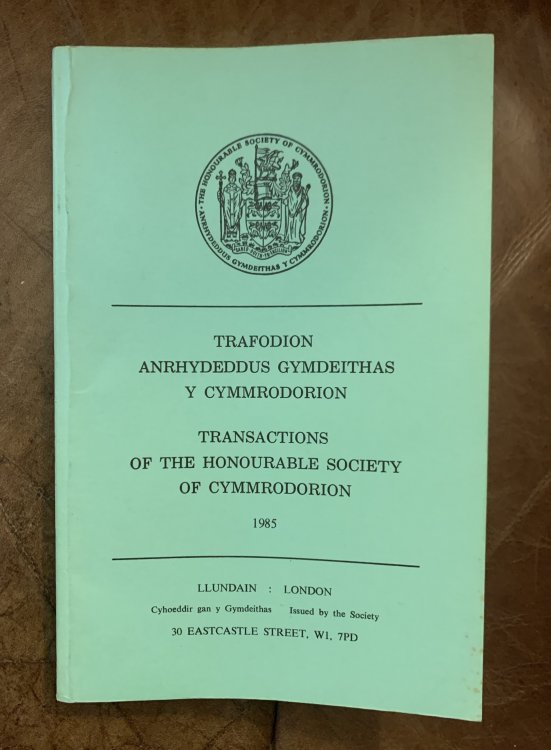 · THE HONOURABLE SOCIETY OF CYMMRODORION ·
ANRHYDEDDUS GYMDEITHAS Y CYMMRODORION
TRAFODION
ANRHYDEDDUS GYMDEITHAS
Y CYMMRODORION
TRANSACTIONS
OF THE HONOURABLE SOCIETY
OF CYMMRODORION
1985
LLUNDAIN : LONDON
Cyhoeddir gan y Gymdeithas Issued by the Society
30 EASTCASTLE STREET, W1, 7PD